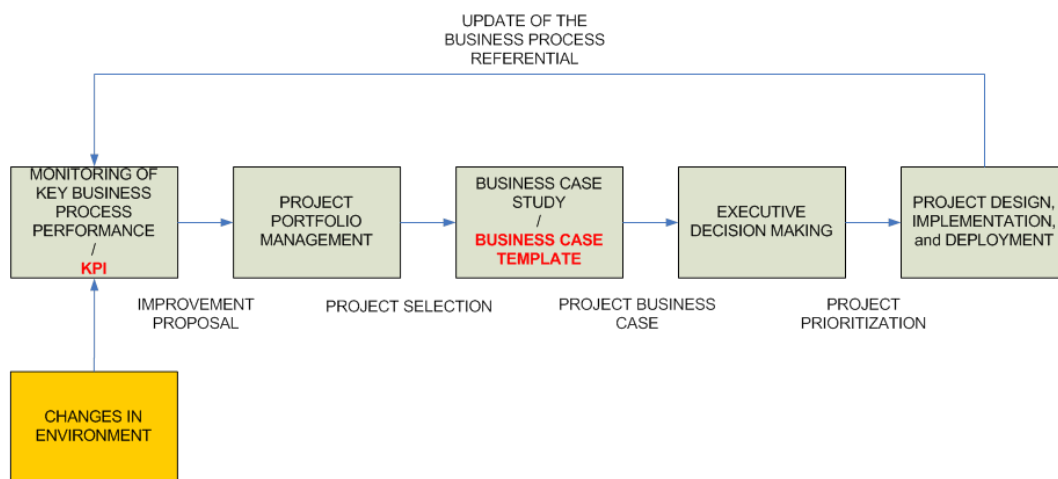 UPDATE OF THE
BUSINESS PROCESS
REFERENTIAL
MONITORING OF
KEY BUSINESS
PROCESS
PERFORMANCE
/
KPI
PROJECT
PORTFOLIO
MANAGEMENT
BUSINESS CASE
STUDY
/
BUSINESS CASE
TEMPLATE
EXECUTIVE
DECISION MAKING
PROJECT DESIGN,
IMPLEMENTATION,
and DEPLOYMENT
IMPROVEMENT
PROPOSAL
PROJECT SELECTION
PROJECT BUSINESS
CASE
PROJECT
PRIORITIZATION
CHANGES IN
ENVIRONMENT